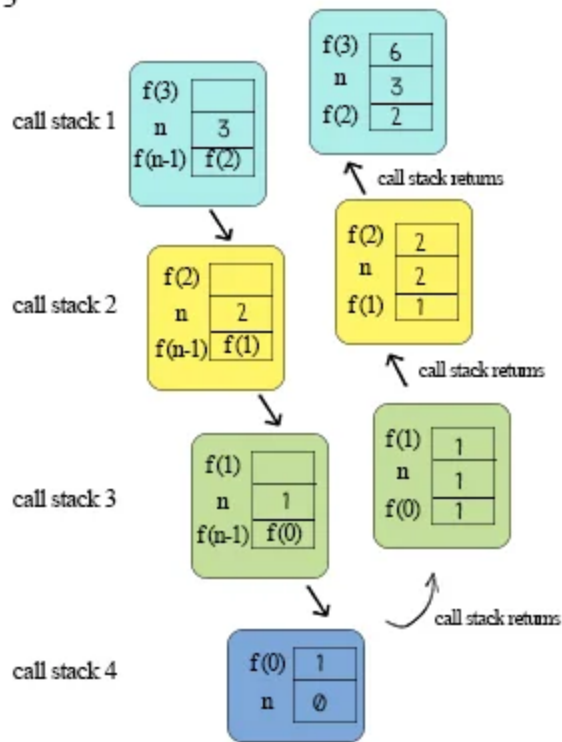 call stack 1
f(3)
n 3
f(n-1) f(2)
f(3) 6
n 3
f(2) 2
call stack returns
call stack 2
f(2)
n 2
f(n-1) f(1)
f(2) 2
n 2
f(1) 1
call stack returns
call stack 3
f(1)
n 1
f(n-1) f(0)
f(1) 1
n 1
f(0) 1
call stack returns
call stack 4
f(0) 1
n 0